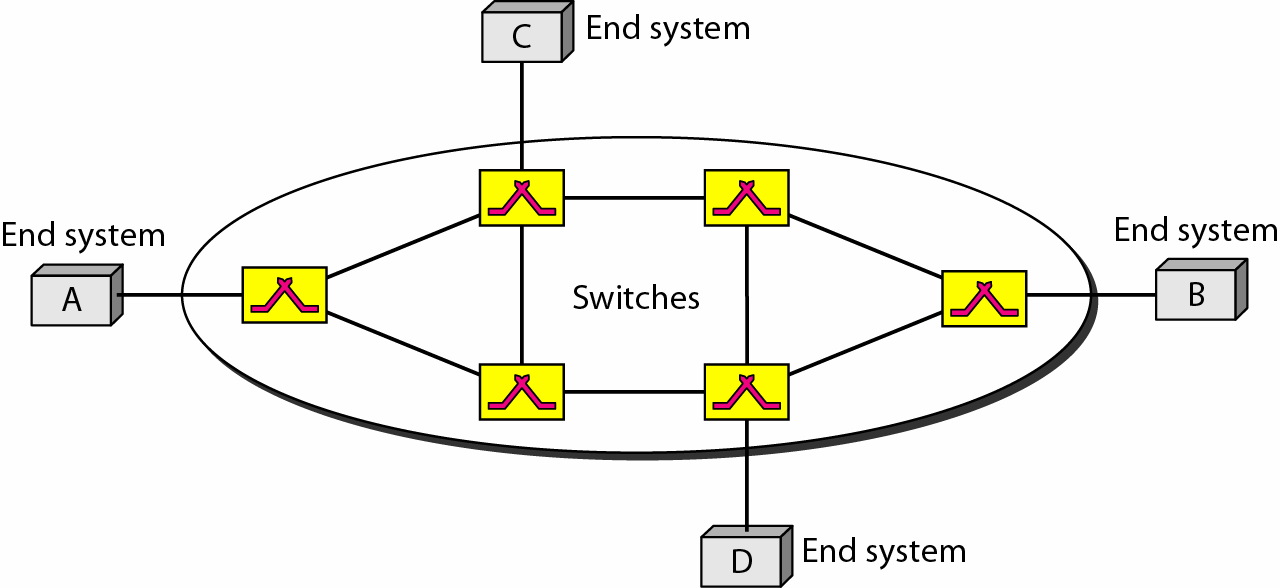 C
End system
End system
A
Switches
End system
B
D
End system